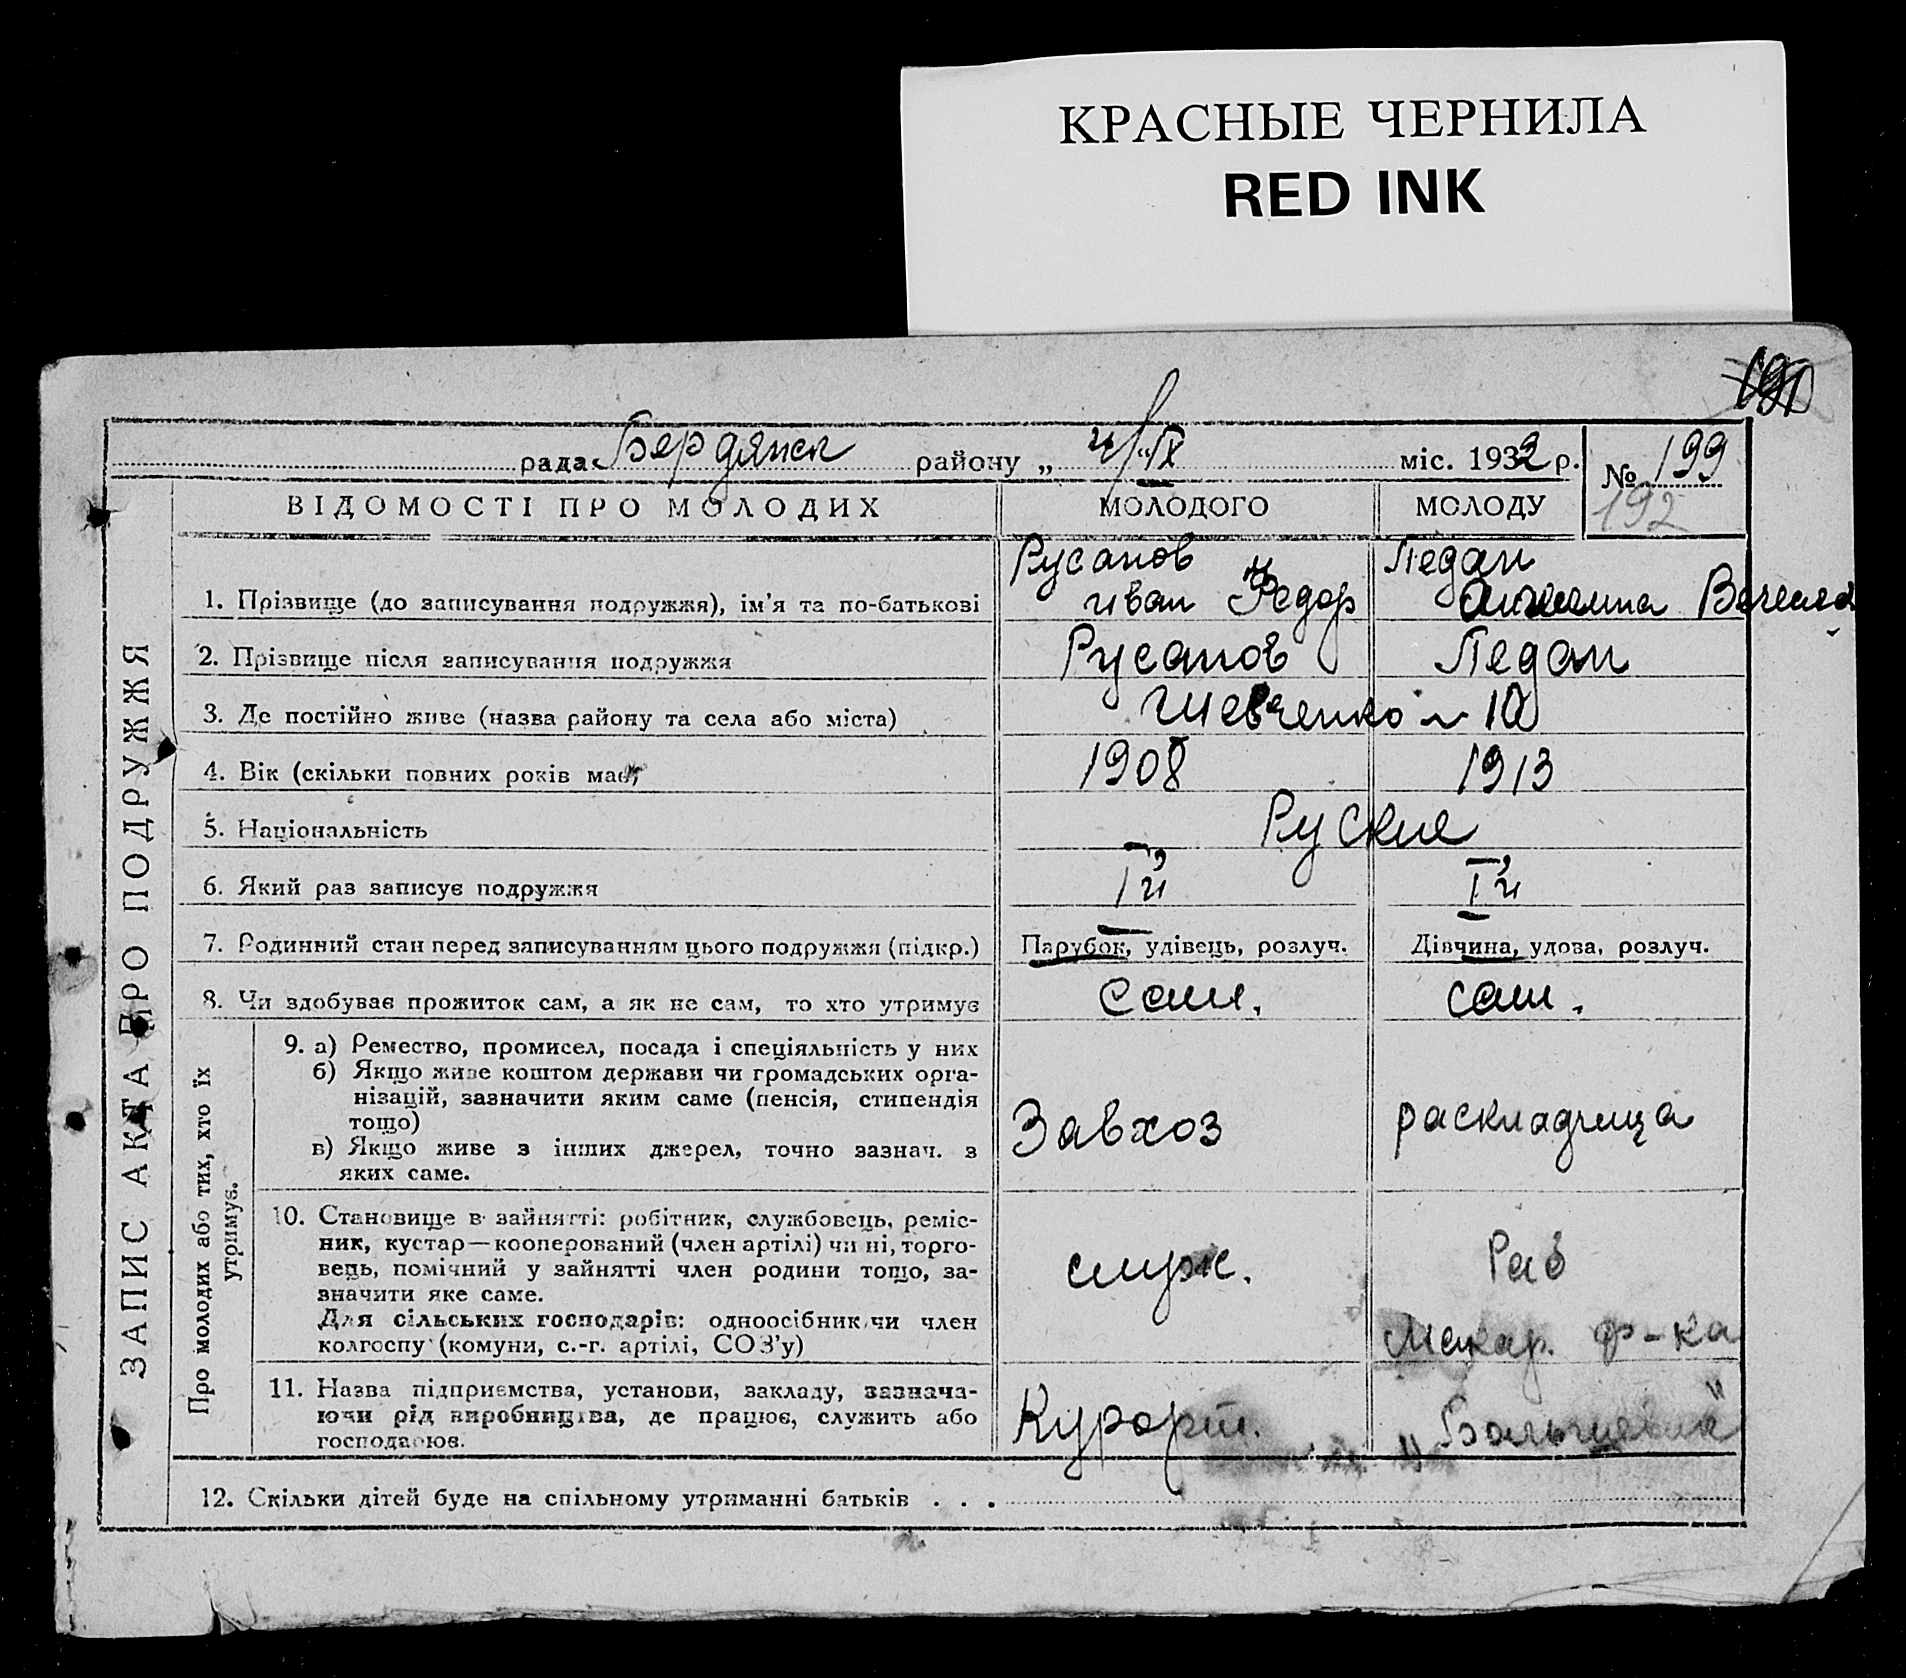 КРАСНЫЕ ЧЕРНИЛА
RED INK
рада Бердянск району „ 4/IX міс. 1932 р. № 199
192
ВІДОМОСТІ ПРО МОЛОДИХ МОЛОДОГО МОЛОДУ
Русанов Педан
1. Прізвище (до записування подружжя), ім'я та по-батькові Иван Федор
2. Прізвище після записування подружжя Русанов Педан
3. Де постійно живе (назва району та села або міста) Шевченко 10
4. Вік (скільки повних років має) 1908 1913
5. Національність Руские
6. Який раз записує подружжя Iй Iй
7. Родинний стан перед записуванням цього подружжя (підкр.) Парубок, удівець, розлуч. Дівчина, удова, розлуч.
8. Чи здобуває прожиток сам, а як не сам, то хто утримує Сам. сам.
ЗАПИС АКТА ПРО ПОДРУЖЖЯ
Про молодих або тих, хто їх утримує.
9. а) Ремество, промисел, посада і спеціяльність у них
б) Якщо живе коштом держави чи громадських орга-
нізацій, зазначити яким саме (пенсія, стипендія
тощо)
в) Якщо живе з інших джерел, точно зазнач. з
яких саме.
Завхоз раскладчица
10. Становище в зайнятті: робітник, службовець, реміс-
ник, кустар—кооперований (член артілі) чи ні, торго-
вець, помічний у зайнятті член родини тощо, за-
значити яке саме.
Для сільських господарів: одноосібник чи член
колгоспу (комуни, с.-г. артілі, СОЗ'у)
служ. Раб
Макар. ф-ка
11. Назва підприємства, установи, закладу, зазнача-
ючи рід виробництва, де працює, служить або
господарює.
Курорт.
12. Скільки дітей буде на спільному утриманні батьків . . .